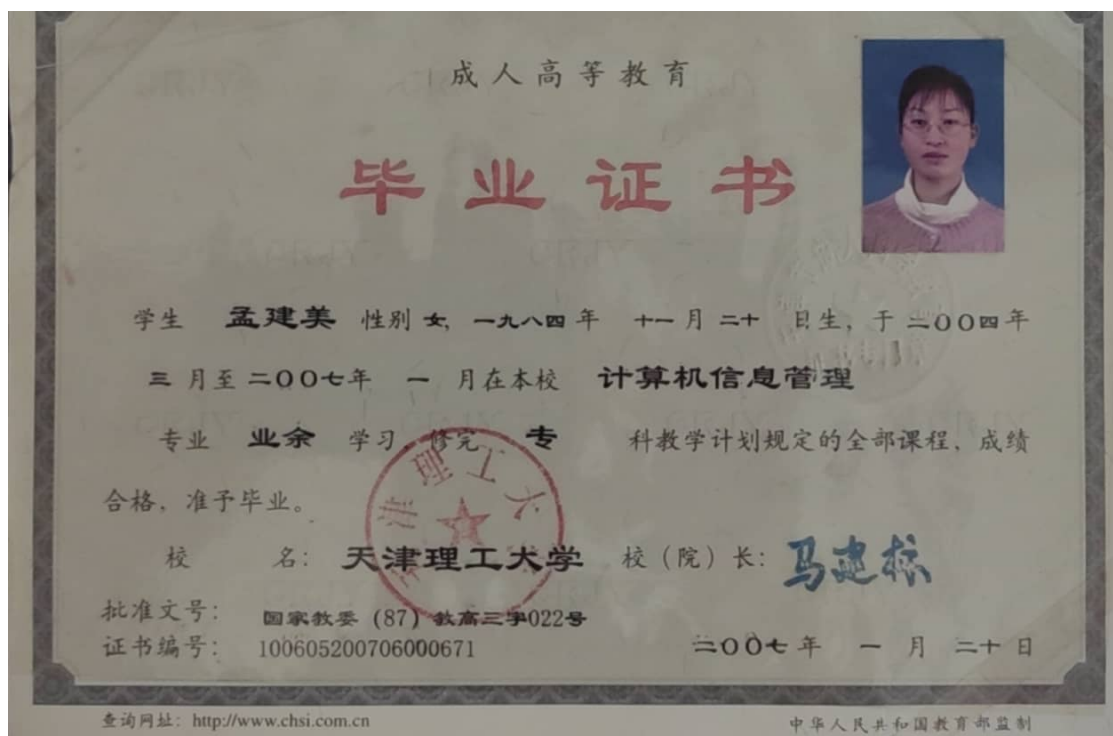 成人高等教育
毕业证书
学生 孟建美 性别 女, 一九八四 年 十一 月 二十 日生, 于 二〇〇四 年
三 月至 二〇〇七 年 一 月在本校 计算机信息管理
专业 业余 学习 修完 专 科教学计划规定的全部课程, 成绩
合格, 准予毕业。
校 名: 天津理工大学 校(院)长: 马建标
批准文号: 国家教委(87)教高三字022号
证书编号: 100605200706000671 二〇〇七 年 一 月 二十 日
查询网址: http://www.chsi.com.cn 中华人民共和国教育部监制